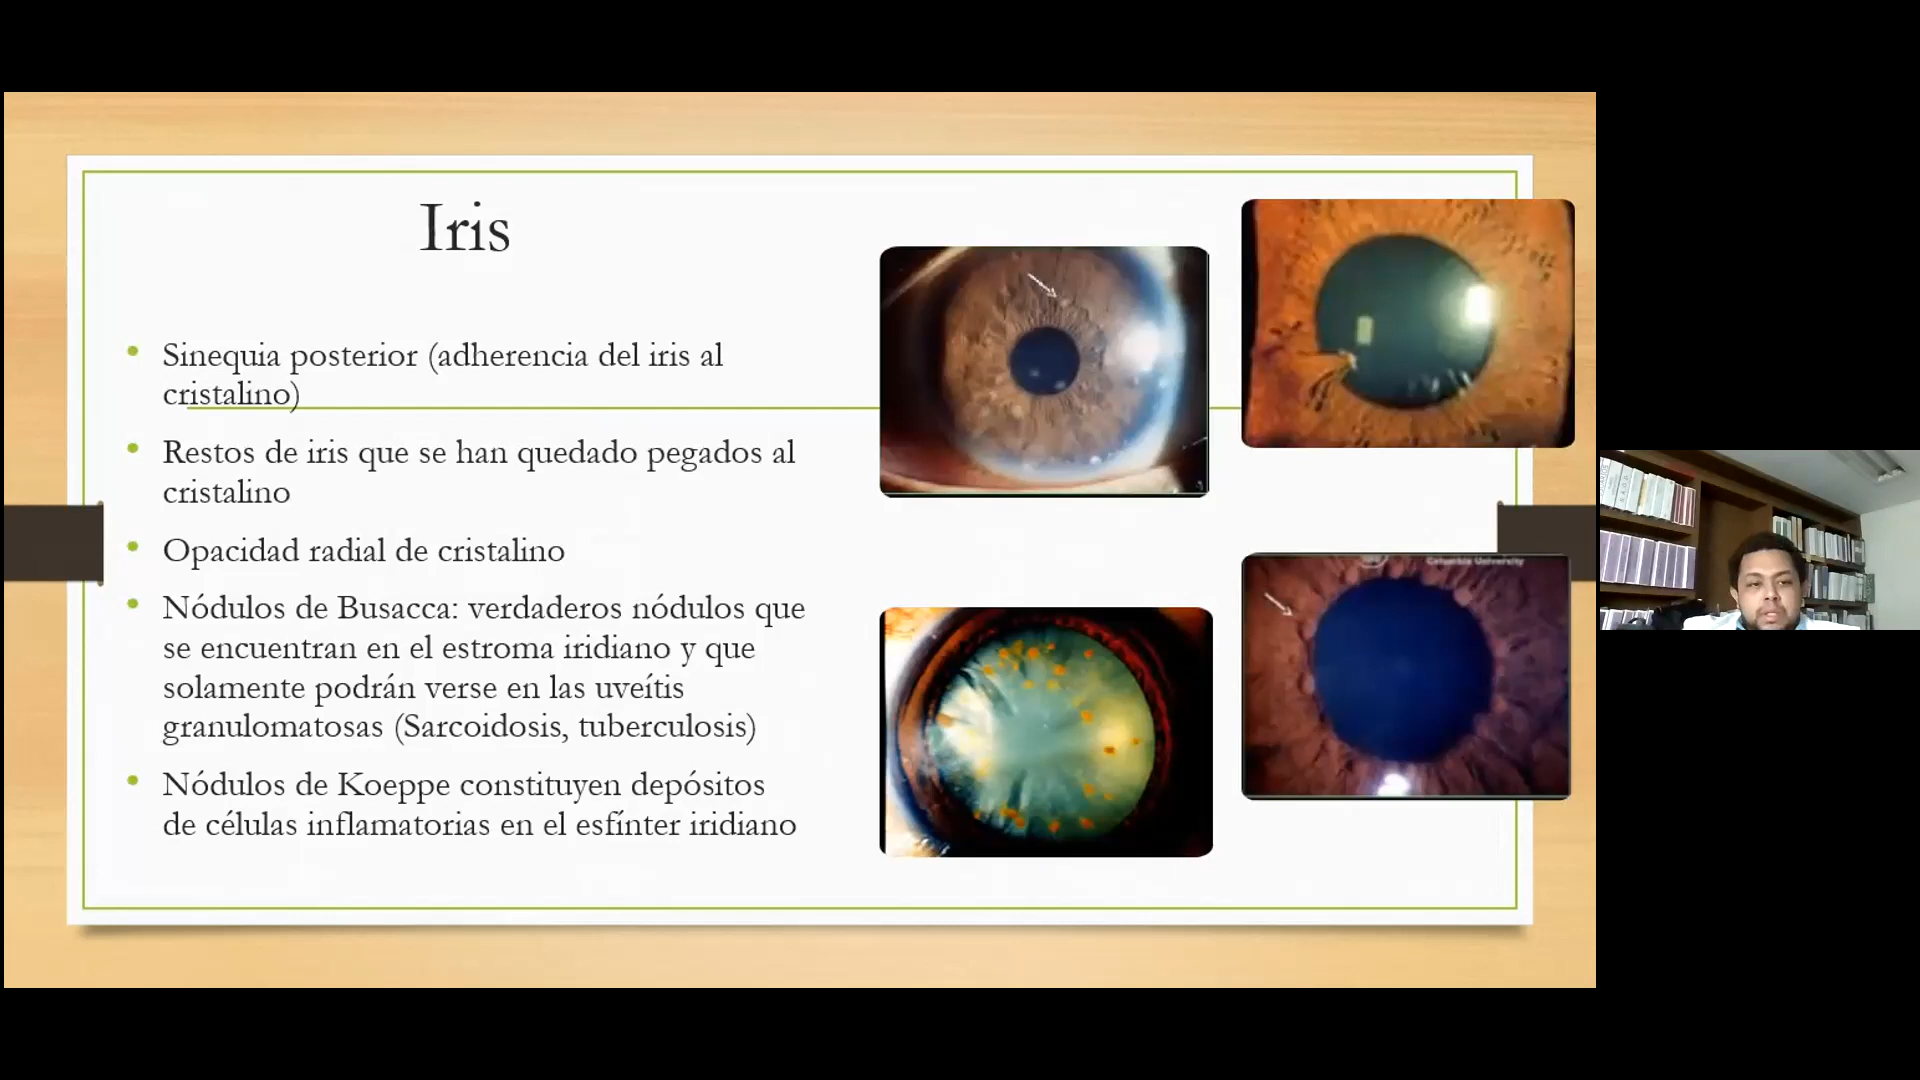 Iris
Sinequia posterior (adherencia del iris al
cristalino)
Restos de iris que se han quedado pegados al
cristalino
Opacidad radial de cristalino
Nódulos de Busacca: verdaderos nódulos que
se encuentran en el estroma iridiano y que
solamente podrán verse en las uveítis
granulomatosas (Sarcoidosis, tuberculosis)
Nódulos de Koeppe constituyen depósitos
de células inflamatorias en el esfínter iridiano
Columbia University